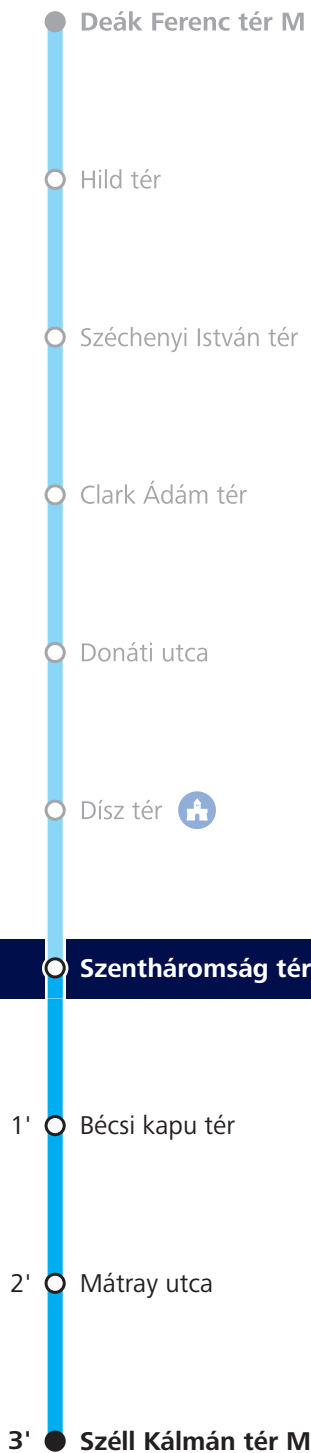 Deák Ferenc tér M
Hild tér
Széchenyi István tér
Clark Ádám tér
Donáti utca
Dísz tér
Szentháromság tér
1' Bécsi kapu tér
2' Mátray utca
3' Széll Kálmán tér M